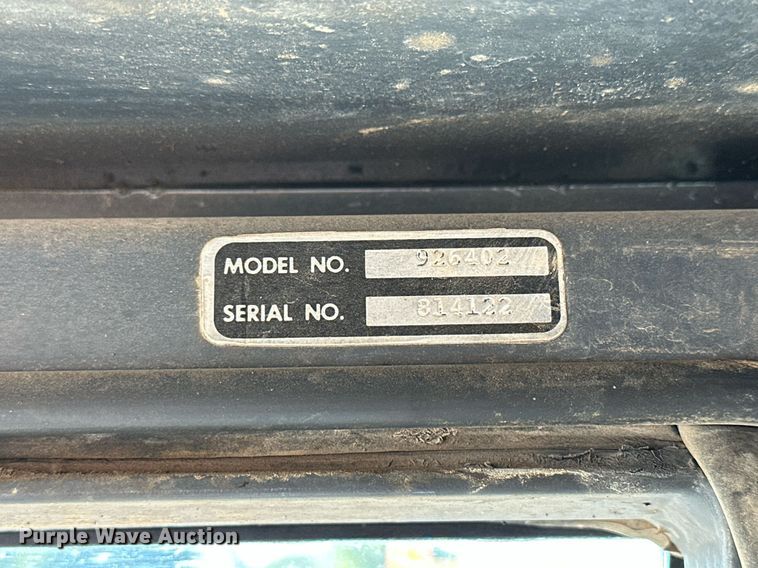 MODEL NO. 926402
SERIAL NO. 814122
Purple Wave Auction